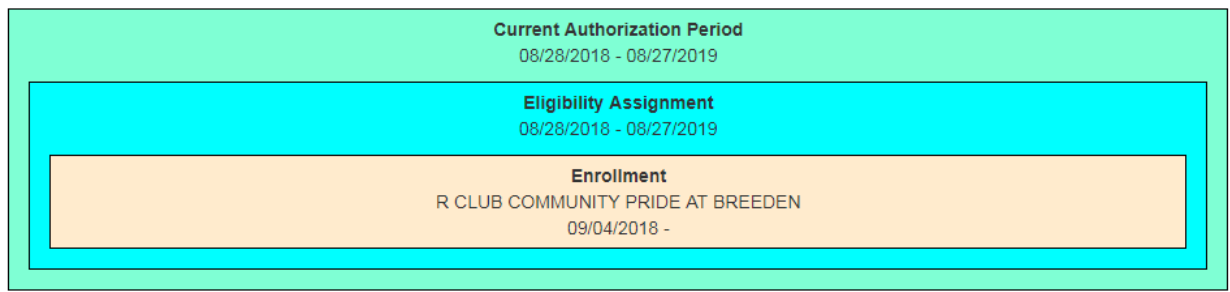 Current Authorization Period
08/28/2018 - 08/27/2019
Eligibility Assignment
08/28/2018 - 08/27/2019
Enrollment
R CLUB COMMUNITY PRIDE AT BREEDEN
09/04/2018 -